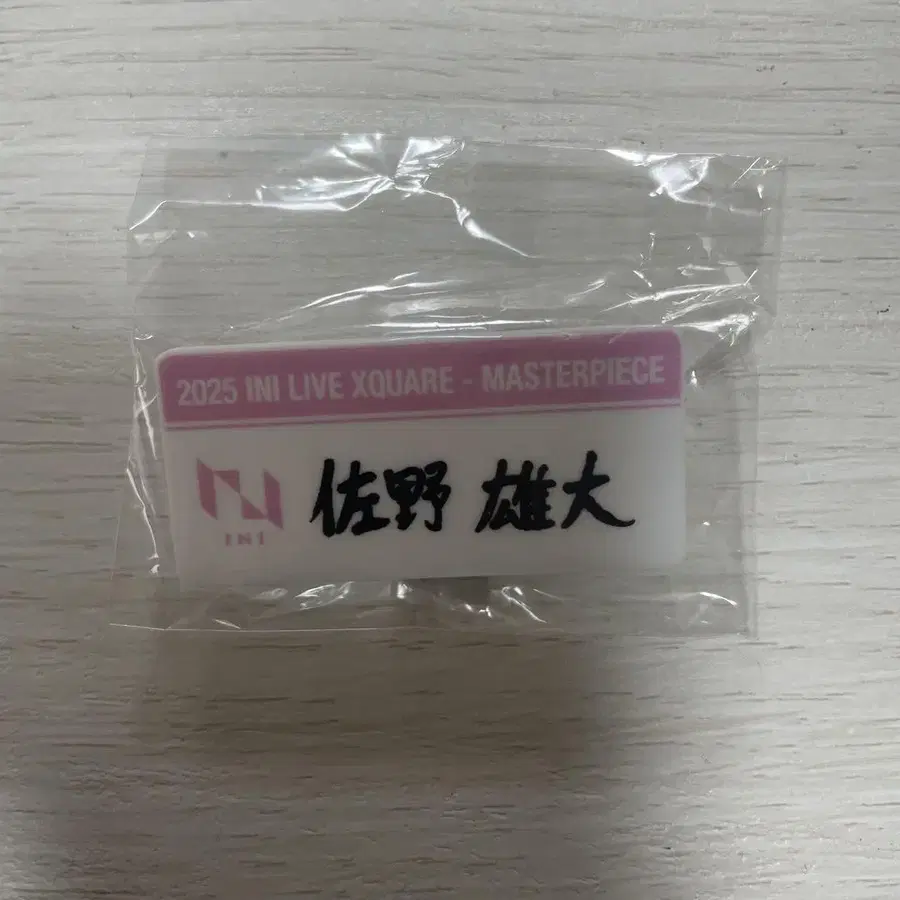 2025 INI LIVE XQUARE - MASTERPIECE
INI
佐野 雄大